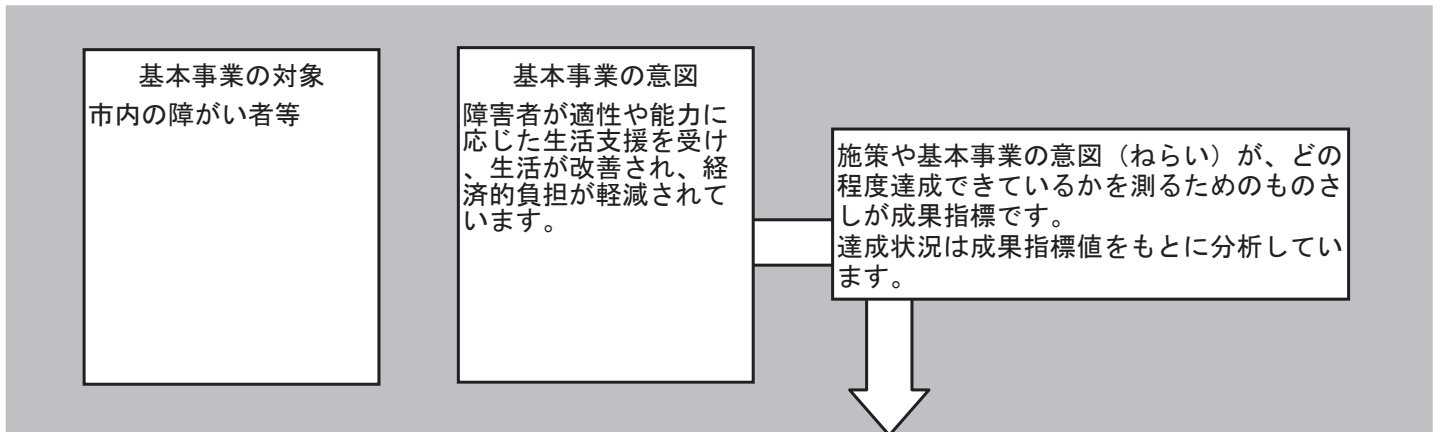 基本事業の対象
市内の障がい者等
基本事業の意図
障害者が適性や能力に
応じた生活支援を受け
、生活が改善され、経
済的負担が軽減されて
います。
施策や基本事業の意図（ねらい）が、どの
程度達成できているかを測るためのものさ
しが成果指標です。
達成状況は成果指標値をもとに分析してい
ます。